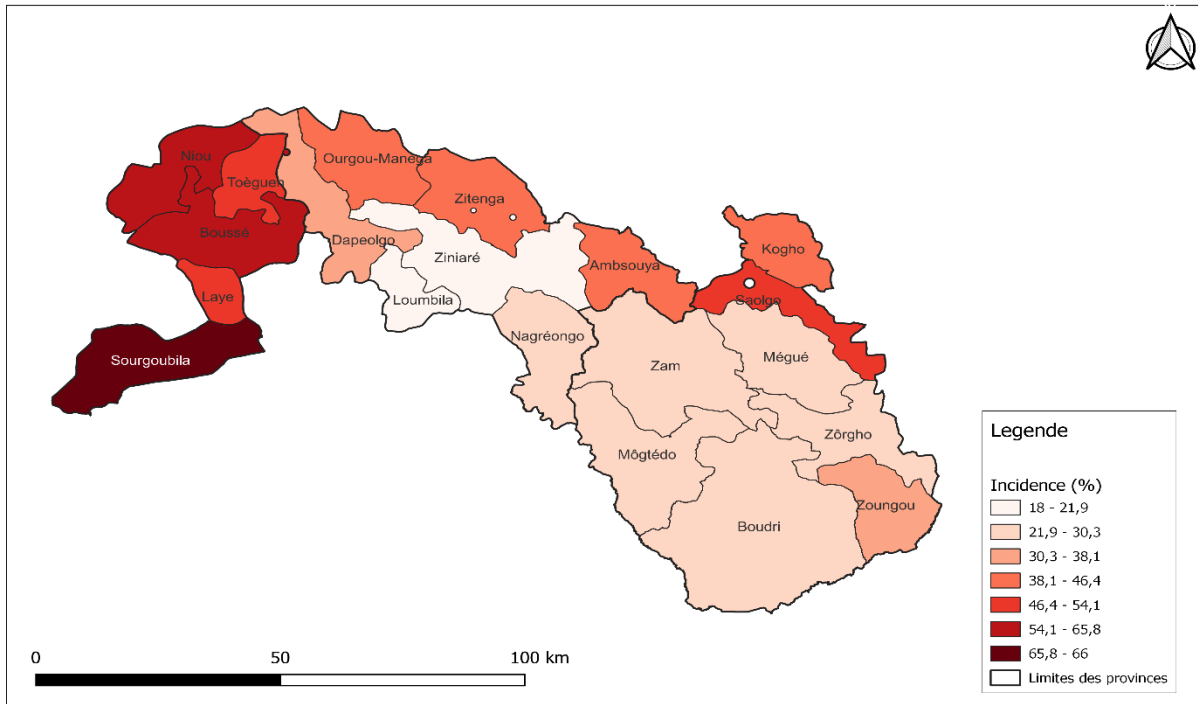 Niou
Toèguen
Ourgou-Manega
Zitenga
Boussé
Dapeolgo
Ziniaré
Ambsouya
Kogho
Laye
Loumbila
Saolgo
Sourgoubila
Nagréongo
Zam
Mégué
Zôrgho
Môgtédo
Boudri
Zoungou
Legende
Incidence (%)
18 - 21,9
21,9 - 30,3
30,3 - 38,1
38,1 - 46,4
46,4 - 54,1
54,1 - 65,8
65,8 - 66
Limites des provinces
0 50 100 km